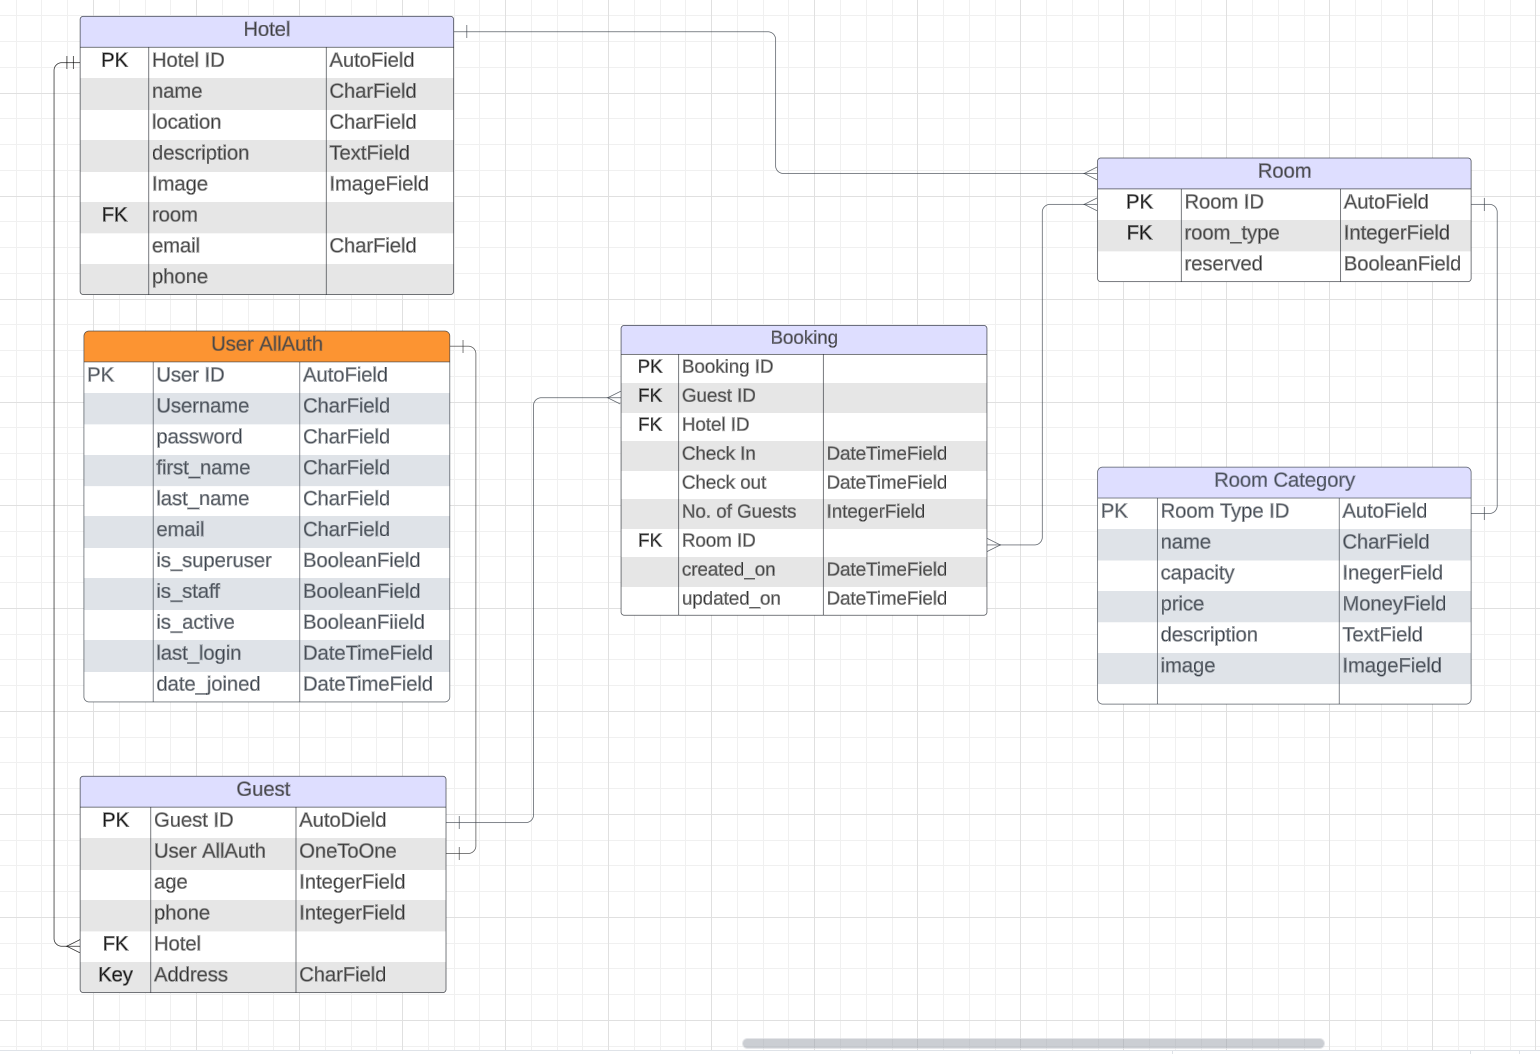 Hotel
PK Hotel ID AutoField
name CharField
location CharField
description TextField
Image ImageField
FK room
email CharField
phone
User AllAuth
PK User ID AutoField
Username CharField
password CharField
first_name CharField
last_name CharField
email CharField
is_superuser BooleanField
is_staff BooleanField
is_active BooleanFiield
last_login DateTimeField
date_joined DateTimeField
Guest
PK Guest ID AutoDield
User AllAuth OneToOne
age IntegerField
phone IntegerField
FK Hotel
Key Address CharField
Booking
PK Booking ID
FK Guest ID
FK Hotel ID
Check In DateTimeField
Check out DateTimeField
No. of Guests IntegerField
FK Room ID
created_on DateTimeField
updated_on DateTimeField
Room
PK Room ID AutoField
FK room_type IntegerField
reserved BooleanField
Room Category
PK Room Type ID AutoField
name CharField
capacity InegerField
price MoneyField
description TextField
image ImageField